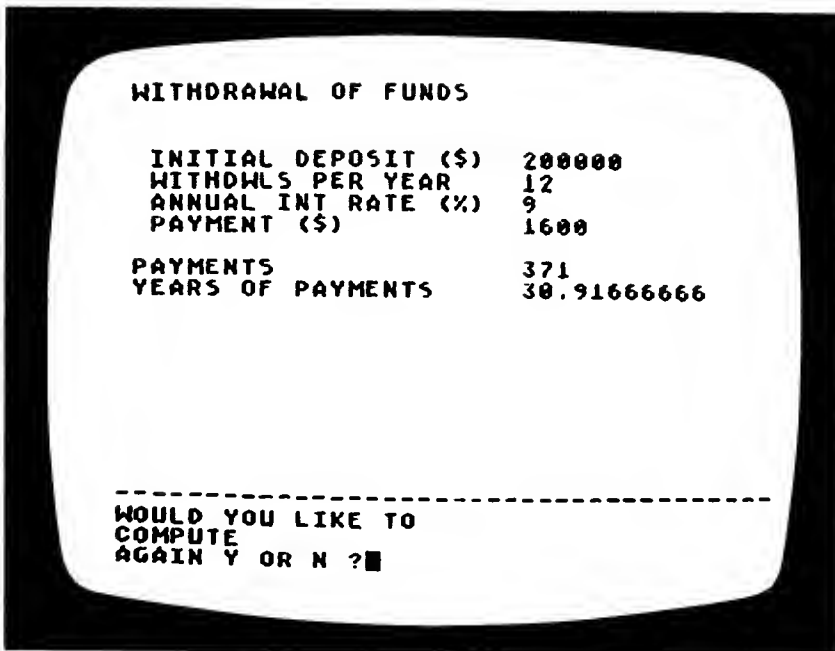 WITHDRAWAL OF FUNDS
INITIAL DEPOSIT ($) 200000
WITHDWLS PER YEAR 12
ANNUAL INT RATE (%) 9
PAYMENT ($) 1600
PAYMENTS 371
YEARS OF PAYMENTS 30.91666666
----------------------------------------
WOULD YOU LIKE TO
COMPUTE
AGAIN Y OR N ?